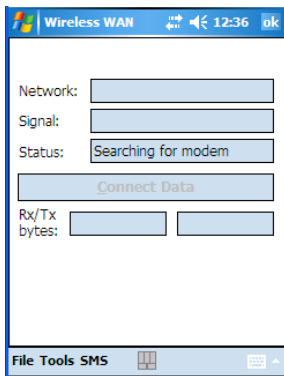 Wireless WAN 12:36 ok
Network:
Signal:
Status: Searching for modem
Connect Data
Rx/Tx
bytes:
File Tools SMS